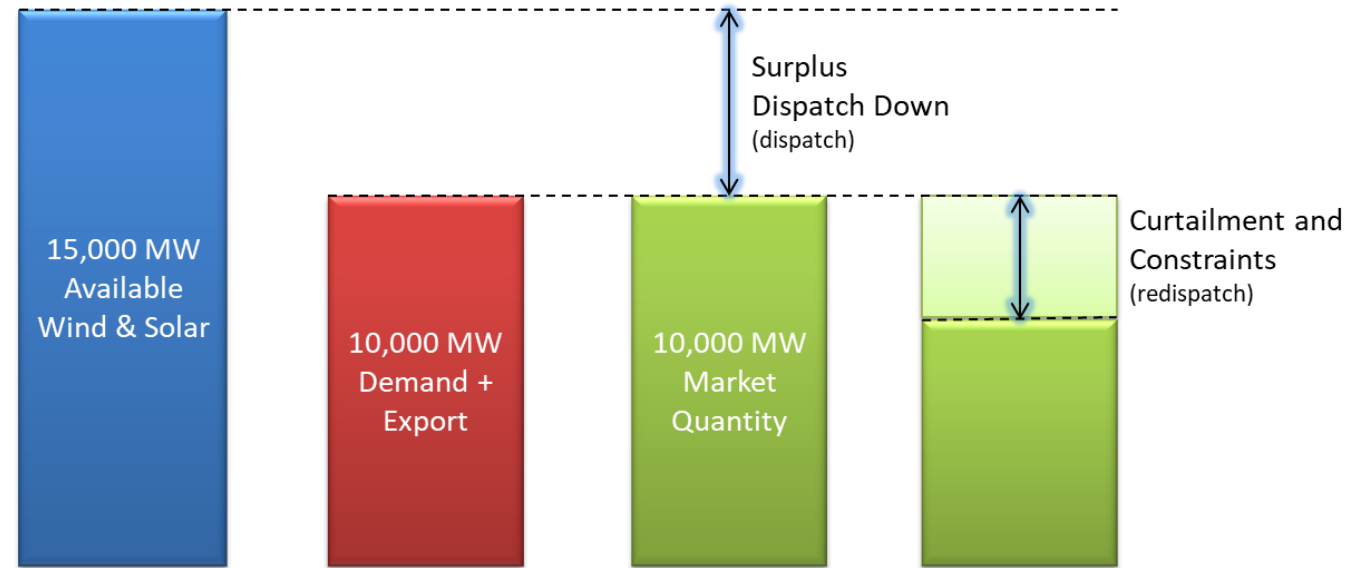 15,000 MW
Available
Wind & Solar
10,000 MW
Demand +
Export
10,000 MW
Market
Quantity
Surplus
Dispatch Down
(dispatch)
Curtailment and
Constraints
(redispatch)